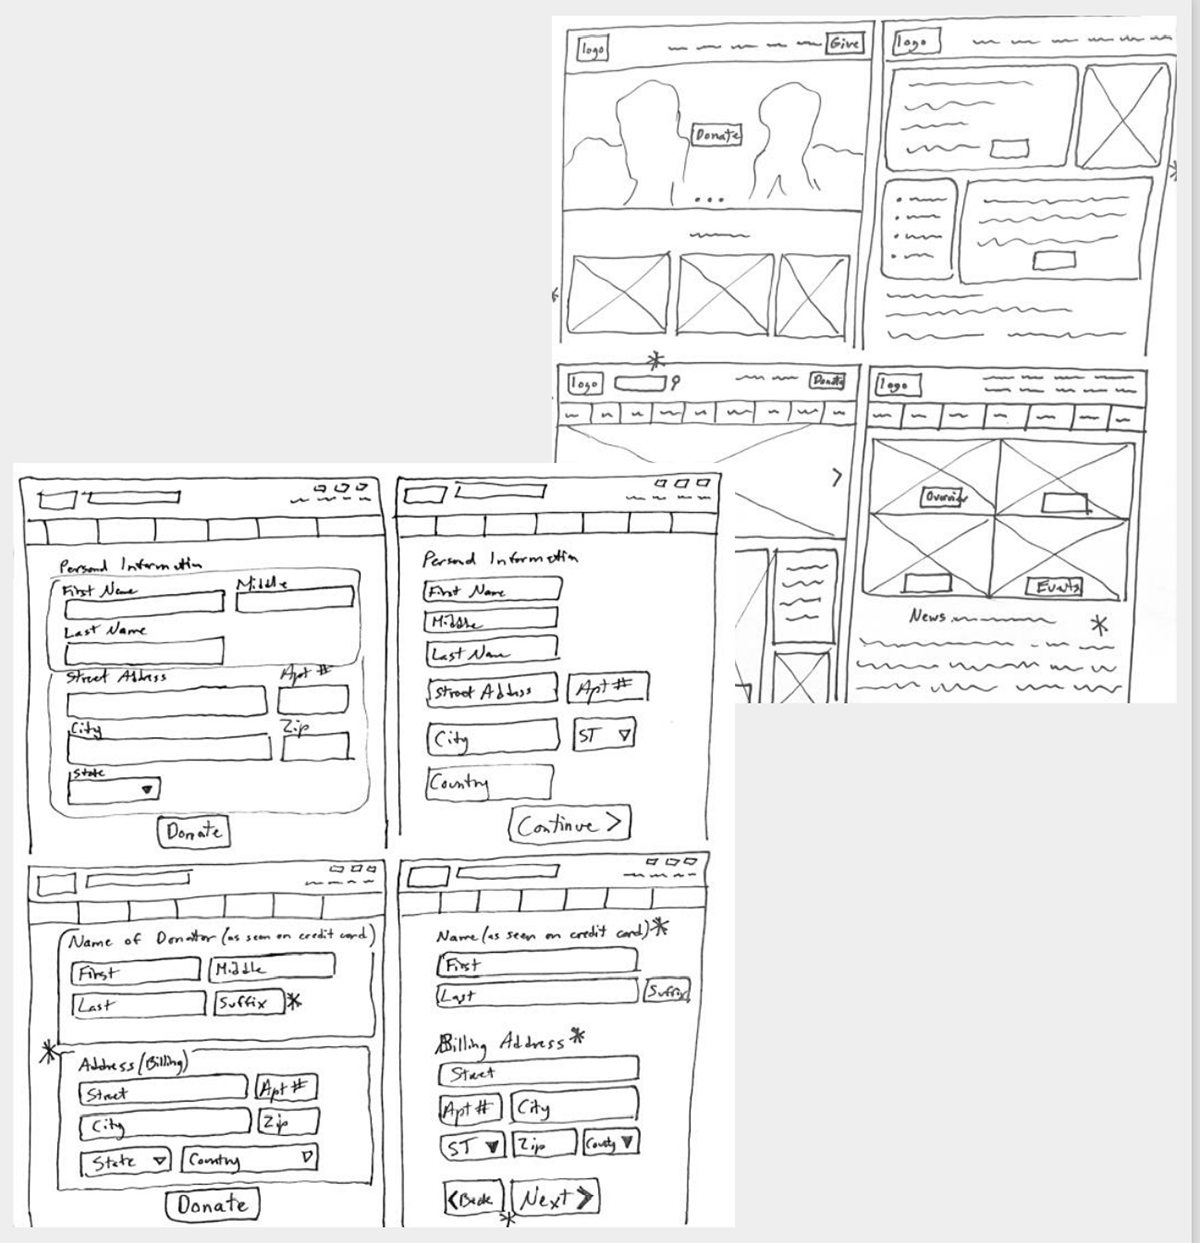 logo
Give
Donate
logo
logo
Donate
logo
Overview
Events
News
Personal Information
First Name
Middle
Last Name
Street Address
Apt #
City
Zip
State
Donate
Personal Information
First Name
Middle
Last Name
Street Address
Apt #
City
ST
Country
Continue >
Name of Donator (as seen on credit card)
First
Middle
Last
Suffix *
* Address (Billing)
Street
Apt #
City
Zip
State
Country
Donate
Name (as seen on credit card) *
First
Last
Suffix
Billing Address *
Street
Apt #
City
ST
Zip
< Back
Next >